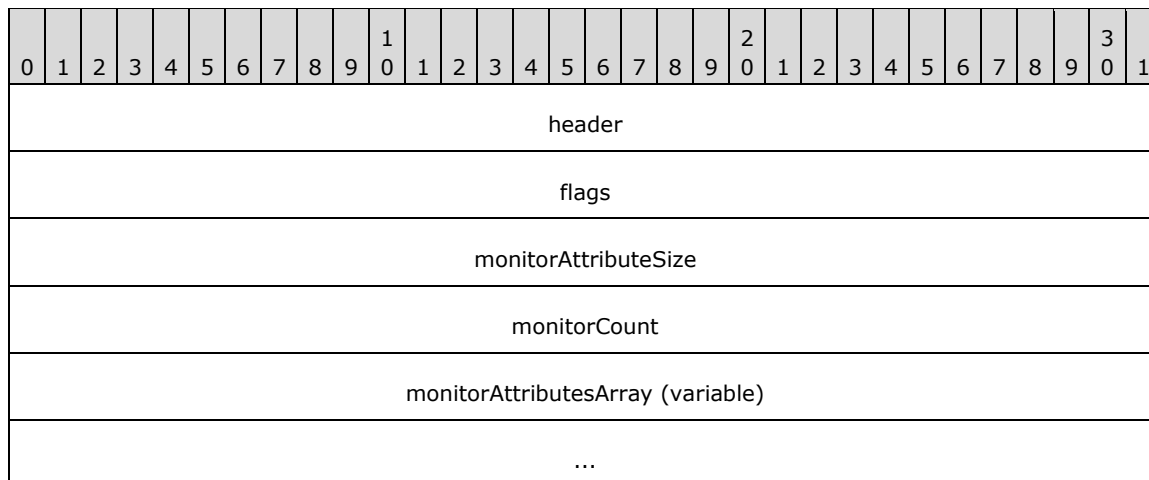 1 2 3
0 1 2 3 4 5 6 7 8 9 0 1 2 3 4 5 6 7 8 9 0 1 2 3 4 5 6 7 8 9 0 1
header
flags
monitorAttributeSize
monitorCount
monitorAttributesArray (variable)
...